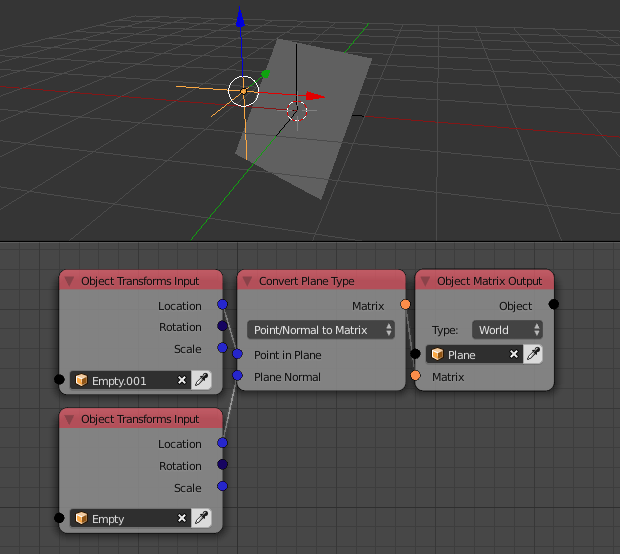 Object Transforms Input
Location
Rotation
Scale
Empty.001
Object Transforms Input
Location
Rotation
Scale
Empty
Convert Plane Type
Matrix
Point/Normal to Matrix
Point in Plane
Plane Normal
Object Matrix Output
Object
Type: World
Plane
Matrix